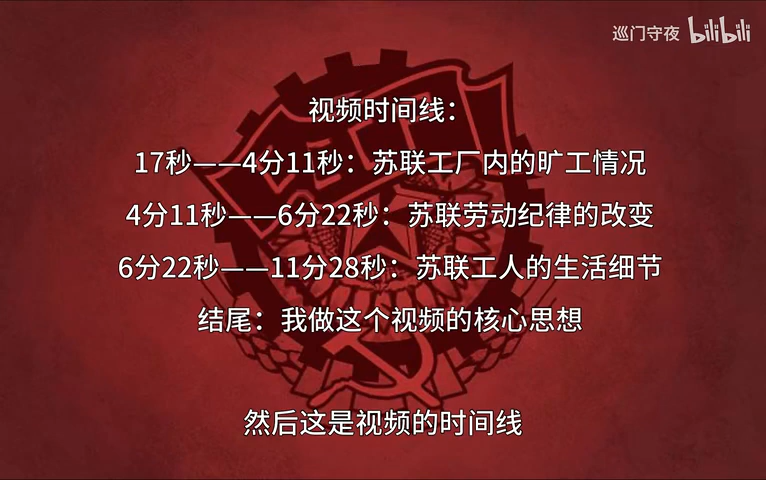 巡门守夜 bilibili
视频时间线：
17秒——4分11秒：苏联工厂内的旷工情况
4分11秒——6分22秒：苏联劳动纪律的改变
6分22秒——11分28秒：苏联工人的生活细节
结尾：我做这个视频的核心思想
然后这是视频的时间线